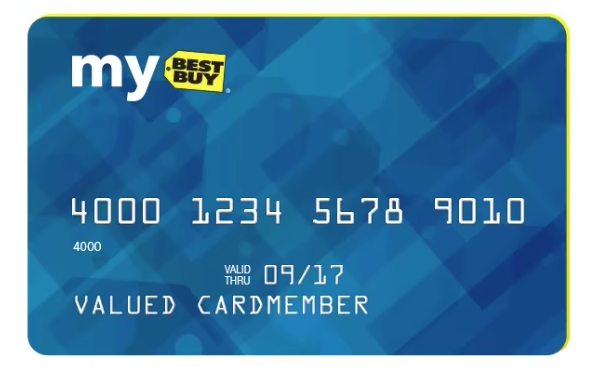 my BEST BUY®
4000 1234 5678 9010
4000
VALID THRU 09/17
VALUED CARDMEMBER